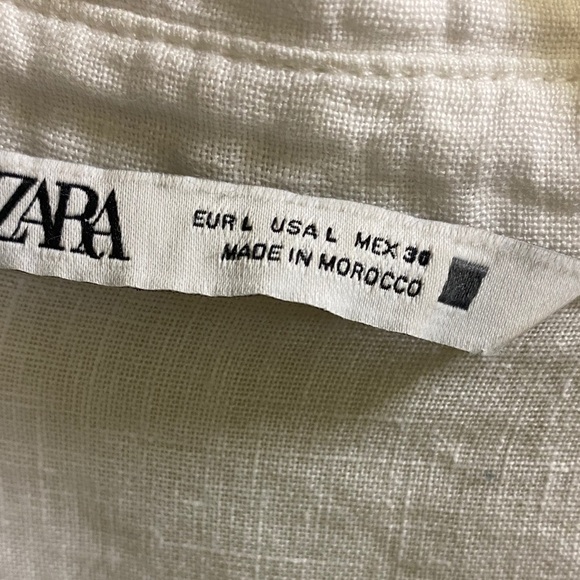 ZARA
EUR L USA L MEX 30
MADE IN MOROCCO